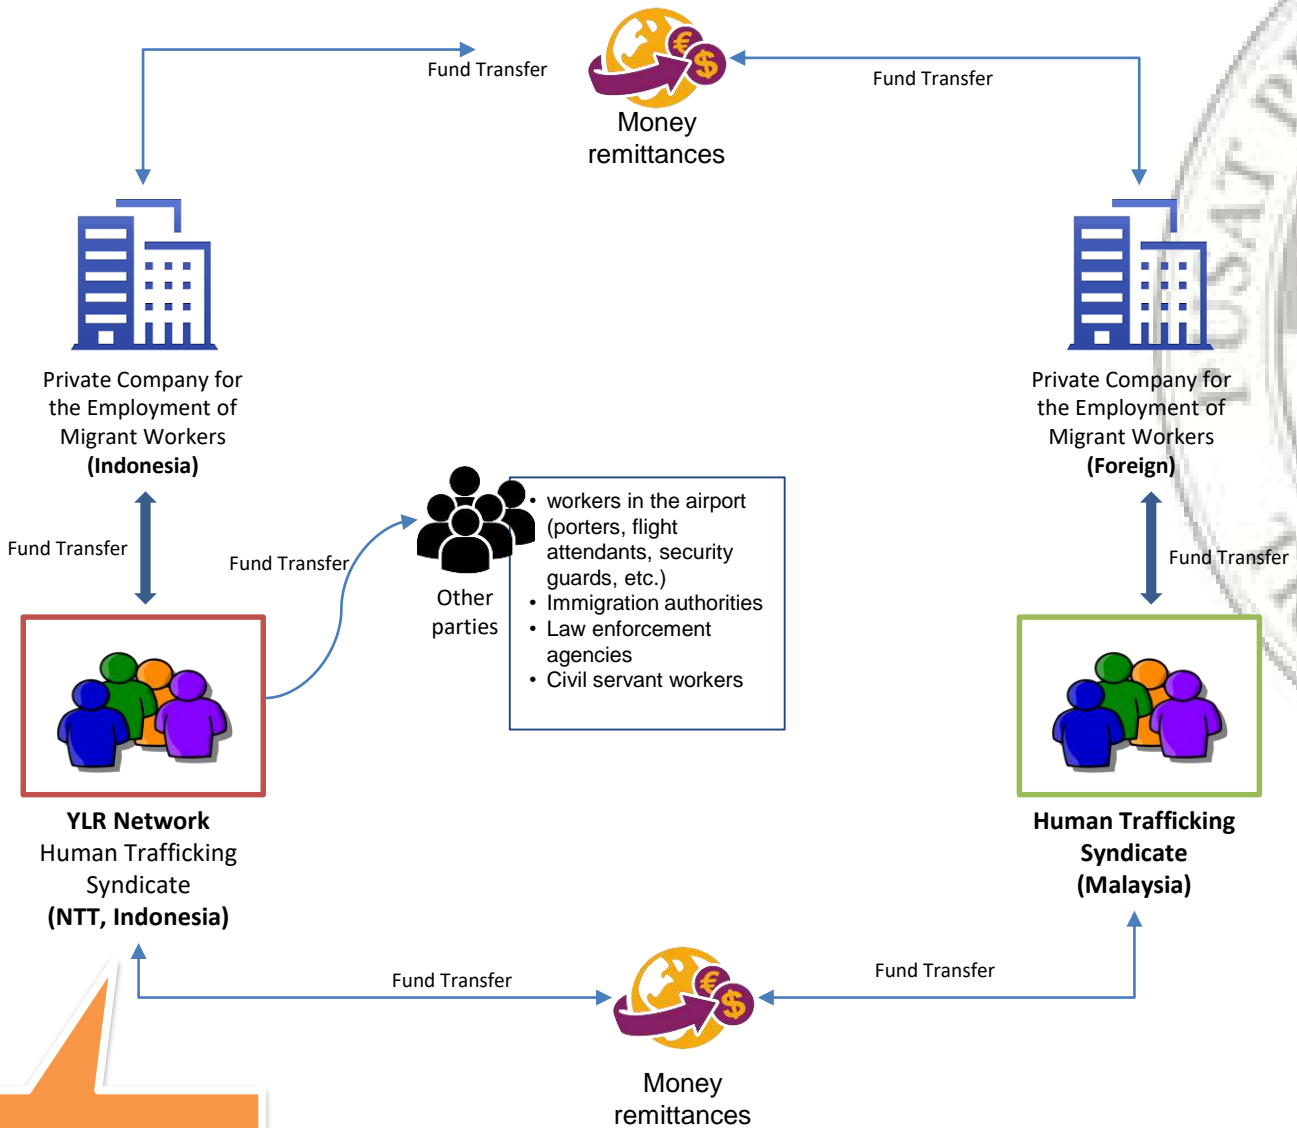 Fund Transfer
Money
remittances
Fund Transfer
Private Company for
the Employment of
Migrant Workers
(Indonesia)
Private Company for
the Employment of
Migrant Workers
(Foreign)
Fund Transfer
Fund Transfer
Other
parties
• workers in the airport
(porters, flight
attendants, security
guards, etc.)
• Immigration authorities
• Law enforcement
agencies
• Civil servant workers
Fund Transfer
YLR Network
Human Trafficking
Syndicate
(NTT, Indonesia)
Human Trafficking
Syndicate
(Malaysia)
Fund Transfer
Money
remittances
Fund Transfer
€
$
€
$
PUSAT